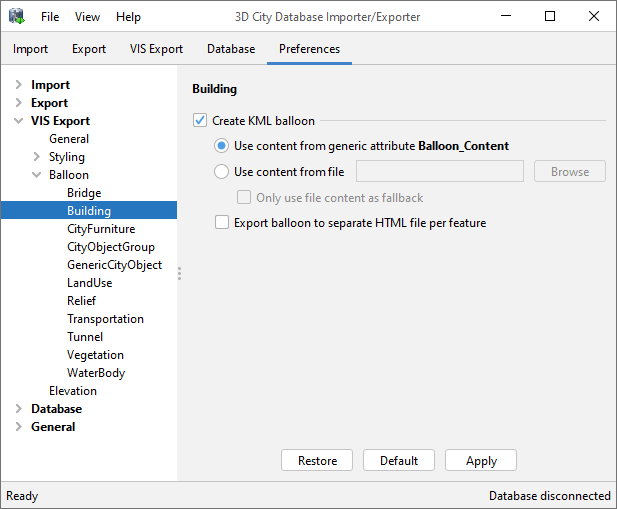 File View Help 3D City Database Importer/Exporter
Import Export VIS Export Database Preferences
Import
Export
VIS Export
General
Styling
Balloon
Bridge
Building
CityFurniture
CityObjectGroup
GenericCityObject
LandUse
Relief
Transportation
Tunnel
Vegetation
WaterBody
Elevation
Database
General
Building
Create KML balloon
Use content from generic attribute Balloon_Content
Use content from file Browse
Only use file content as fallback
Export balloon to separate HTML file per feature
Restore Default Apply
Ready Database disconnected